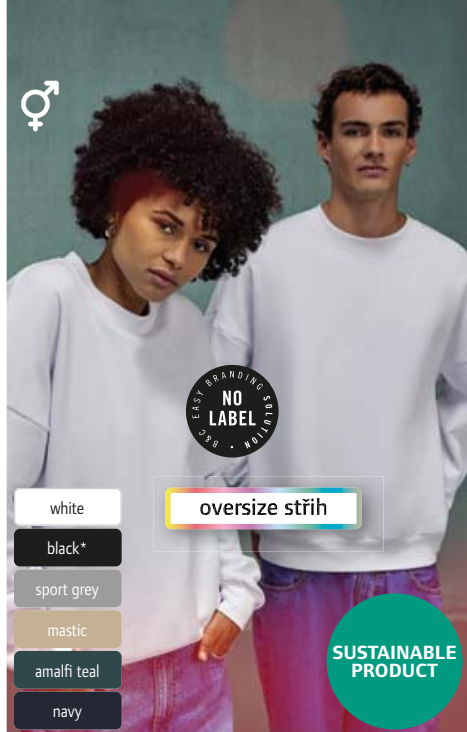 B&C EASY BRANDING SOLUTION •
NO
LABEL
oversize střih
white
black*
sport grey
mastic
amalfi teal
navy
SUSTAINABLE
PRODUCT